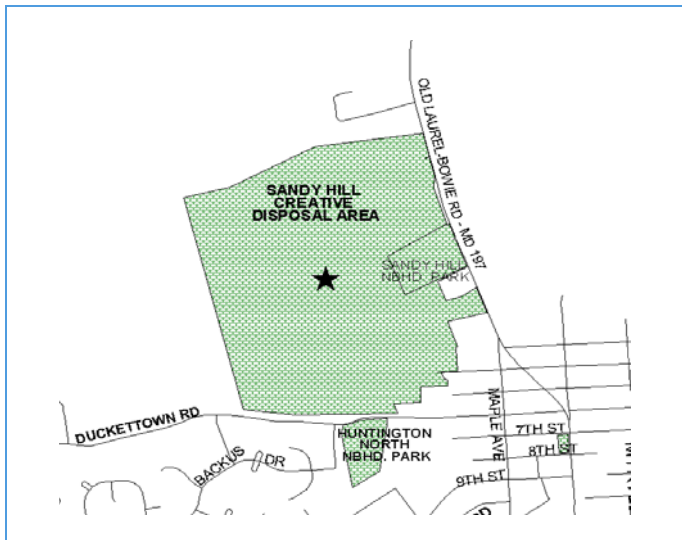 OLD LAUREL-BOWIE RD - MD 197
SANDY HILL
CREATIVE
DISPOSAL AREA
SANDY HILL
NBHD. PARK
DUCKETTOWN RD
MAPLE AVE
HUNTINGTON
NORTH
NBHD. PARK
7TH ST
8TH ST
9TH ST
BACKUS DR